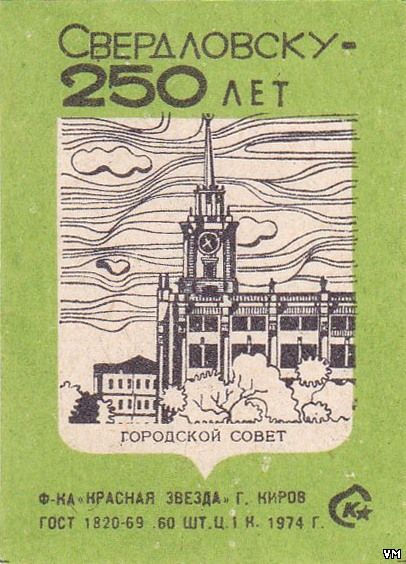 СВЕРДЛОВСКУ-
250 ЛЕТ
ГОРОДСКОЙ СОВЕТ
Ф-КА «КРАСНАЯ ЗВЕЗДА» Г. КИРОВ
ГОСТ 1820-69 .60 ШТ.Ц.1 К. 1974 Г.
К
VM